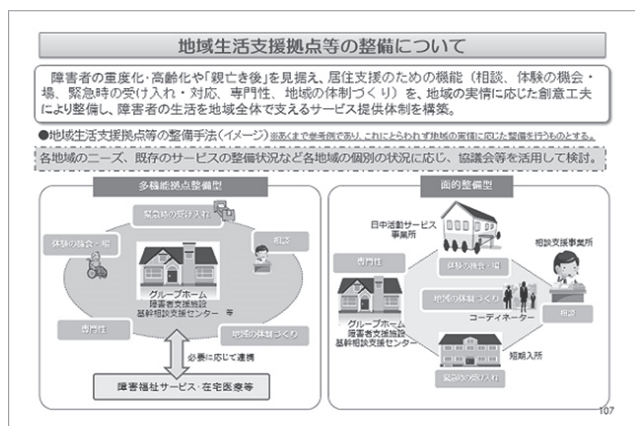 地域生活支援拠点等の整備について
障害者の重度化・高齢化や「親亡き後」を見据え、居住支援のための機能（相談、体験の機会・
場、緊急時の受け入れ・対応、専門性、地域の体制づくり）を、地域の実情に応じた創意工夫
により整備し、障害者の生活を地域全体で支えるサービス提供体制を構築。
●地域生活支援拠点等の整備手法（イメージ）※あくまで参考例であり、これにとらわれず地域の実情に応じた整備を行うものとする。
各地域のニーズ、既存のサービスの整備状況など各地域の個別の状況に応じ、協議会等を活用して検討。
多機能拠点整備型
緊急時の受け入れ
体験の機会・場
相談
グループホーム
障害者支援施設
基幹相談支援センター 等
専門性
地域の体制づくり
必要に応じて連携
障害福祉サービス・在宅医療等
面的整備型
日中活動サービス
事業所
相談支援事業所
専門性
体験の機会・場
地域の体制づくり
コーディネーター
相談
グループホーム
障害者支援施設
基幹相談支援センター
短期入所
緊急時の受け入れ
107